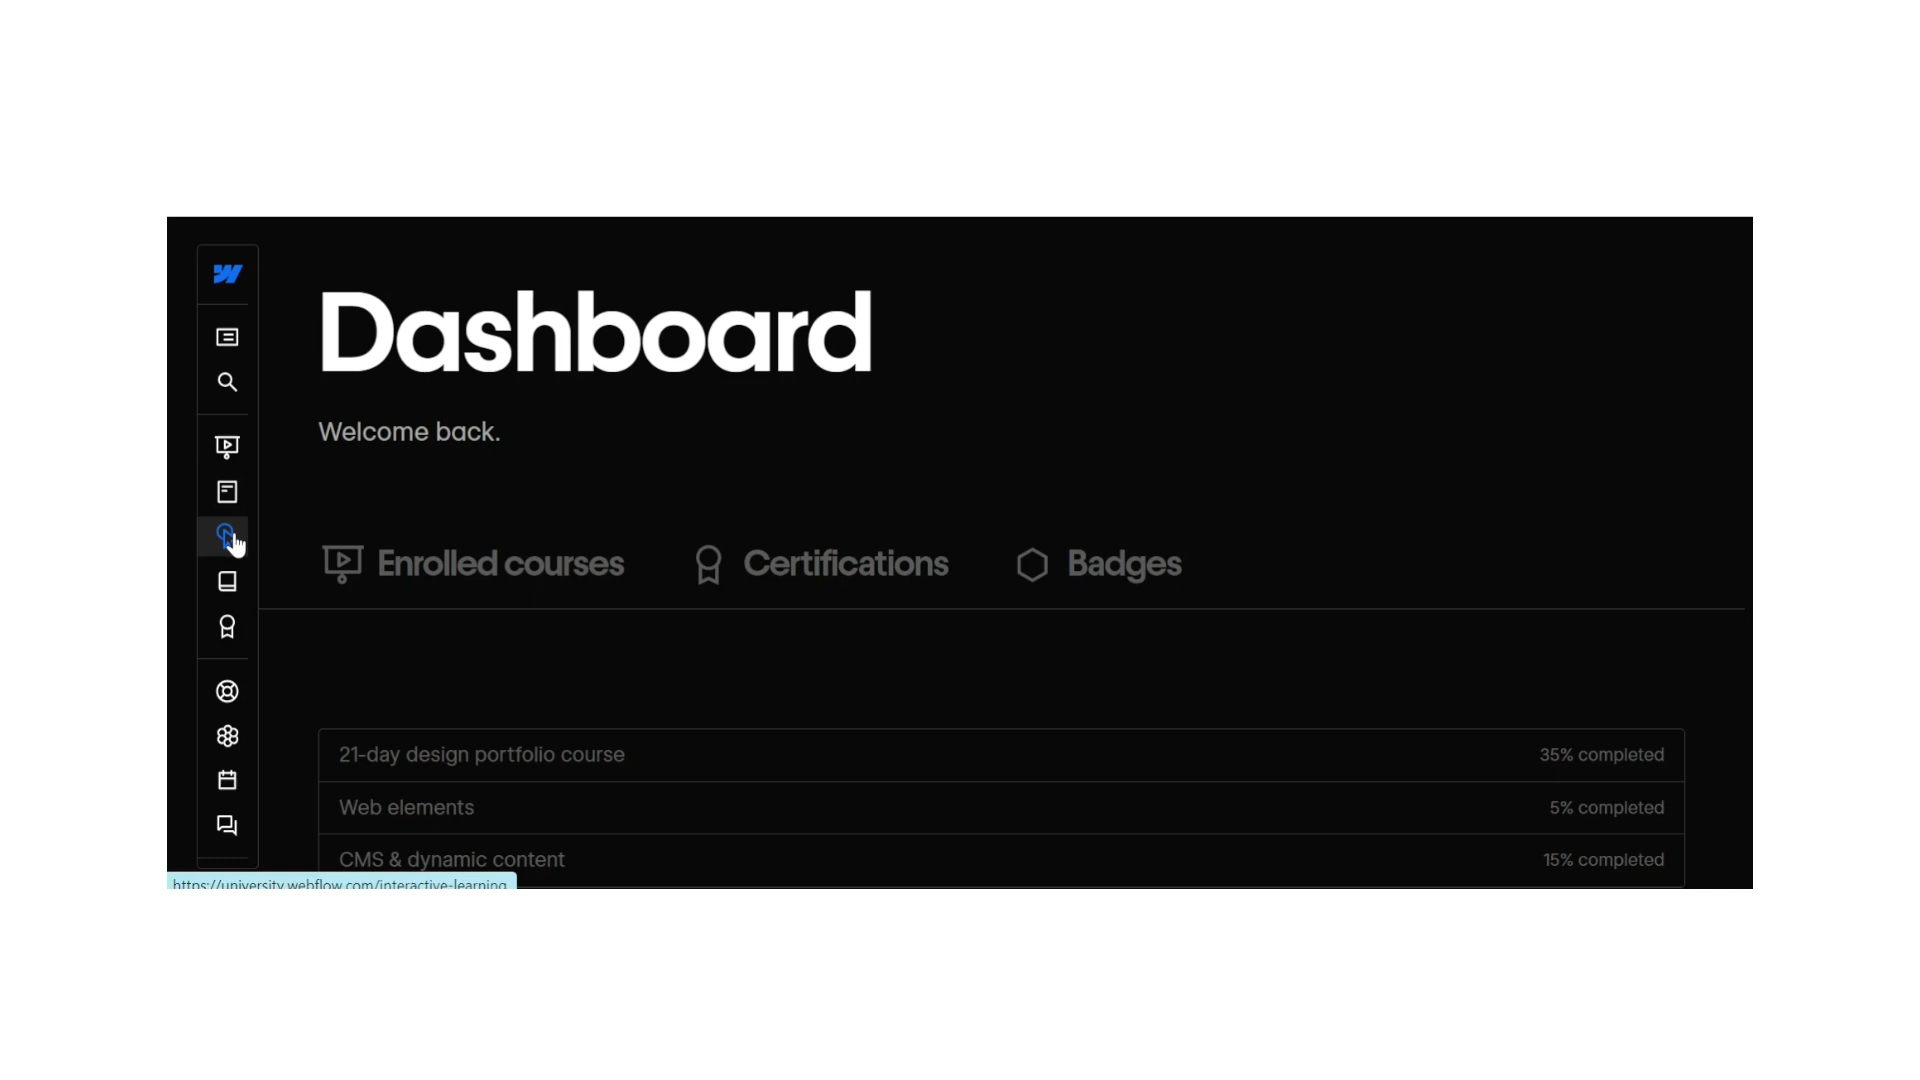 Dashboard
Welcome back.
Enrolled courses Certifications Badges
21-day design portfolio course 35% completed
Web elements 5% completed
CMS & dynamic content 15% completed
https://university.webflow.com/interactive-learning